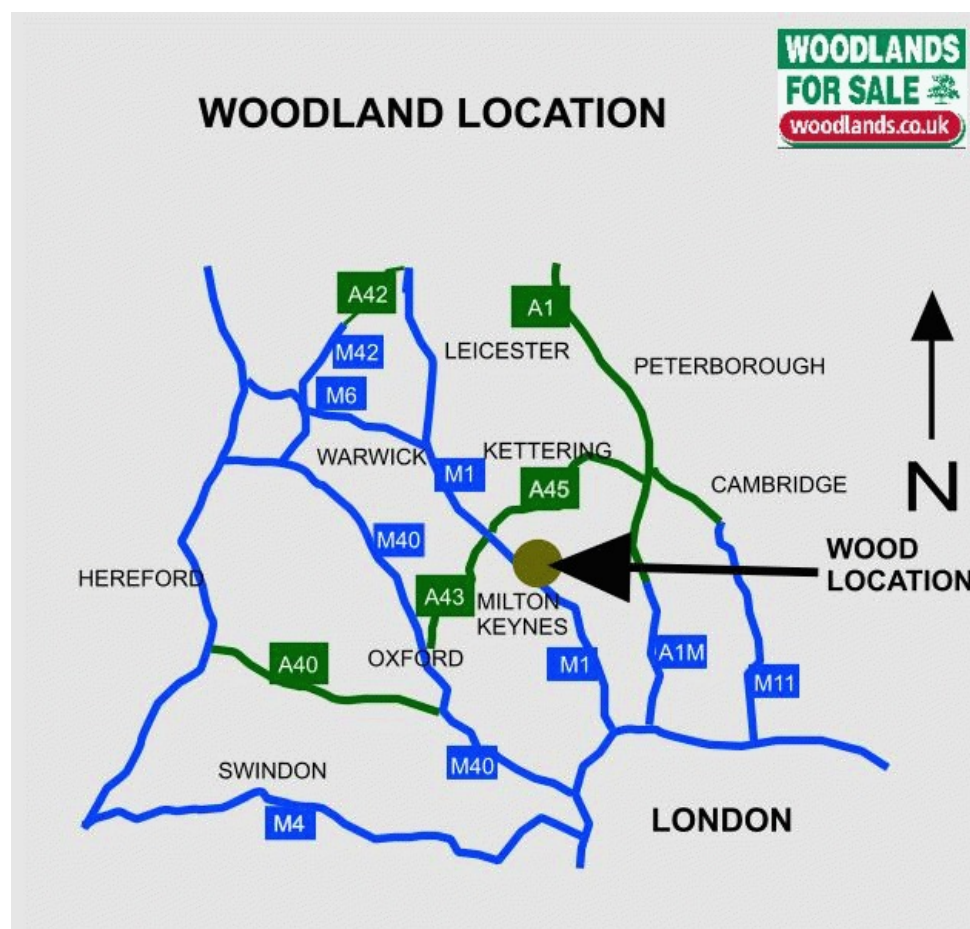 WOODLANDS
FOR SALE
woodlands.co.uk
WOODLAND LOCATION
A42
A1
M42
LEICESTER
PETERBOROUGH
M6
WARWICK
KETTERING
M1
A45
CAMBRIDGE
N
M40
WOOD
LOCATION
HEREFORD
A43
MILTON
KEYNES
OXFORD
A40
M1
A1M
M11
M40
SWINDON
M4
LONDON